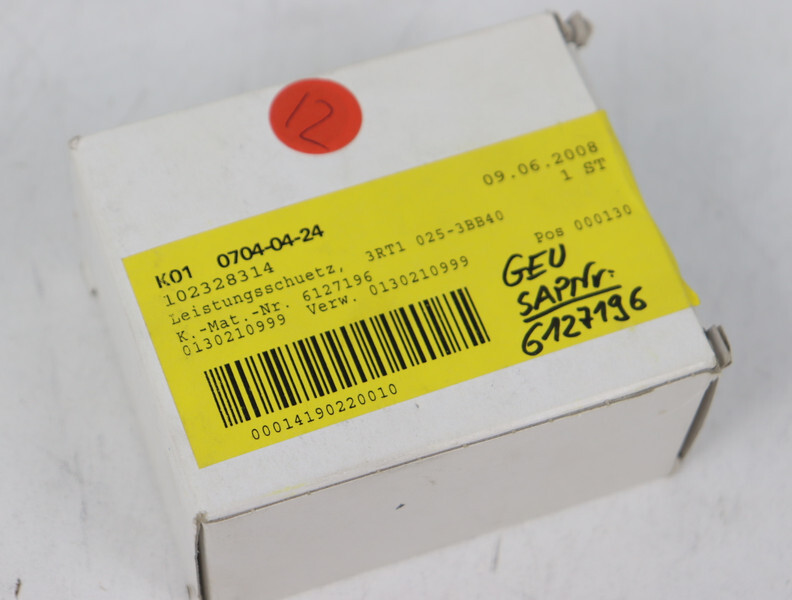 12
09.06.2008
1 ST
K01 0704-04-24
102328314
Leistungsschuetz, 3RT1 025-3BB40
Pos 000130
K.-Mat.-Nr. 6127196
0130210999 Verw. 0130210999
00014190220010
GEU
SAPNr:
6127196